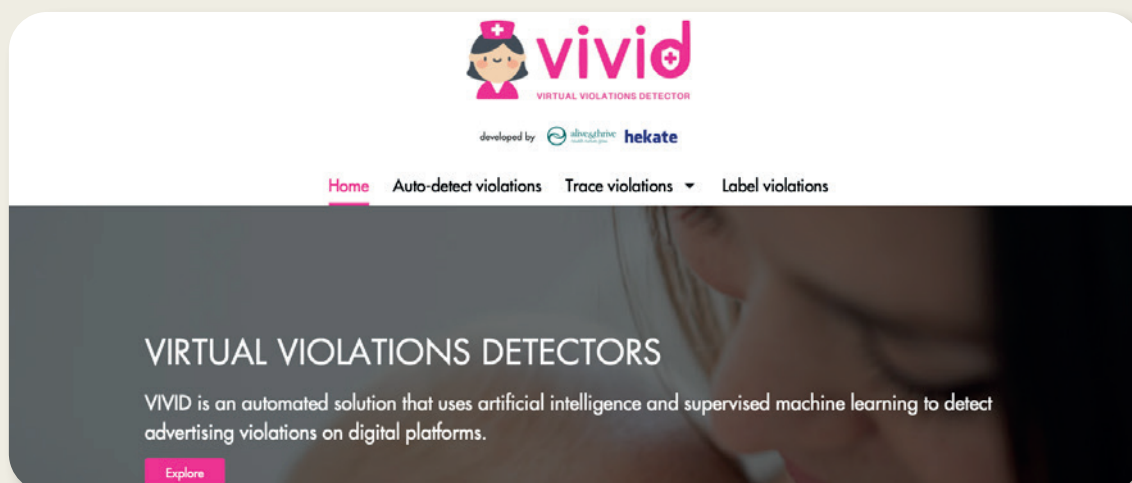 vivid
VIRTUAL VIOLATIONS DETECTOR
developed by alive&thrive hekate
Home Auto-detect violations Trace violations Label violations
VIRTUAL VIOLATIONS DETECTORS
VIVID is an automated solution that uses artificial intelligence and supervised machine learning to detect
advertising violations on digital platforms.
Explore